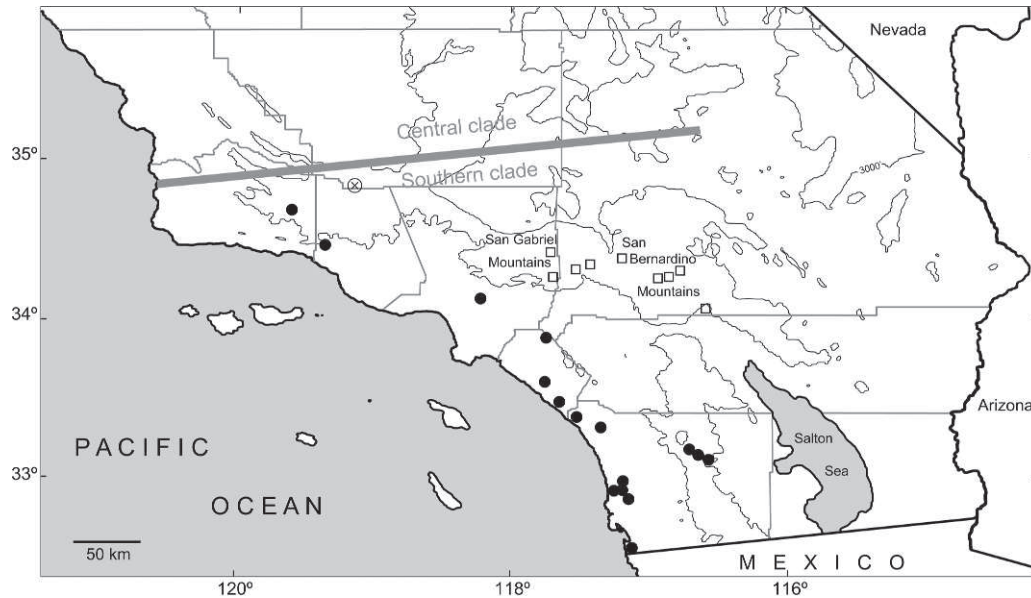 Nevada
35º
Central clade
Southern clade
3000
San Gabriel
Mountains
San
Bernardino
Mountains
34º
Arizona
PACIFIC
OCEAN
Salton
Sea
33º
50 km
MEXICO
120º
118º
116º